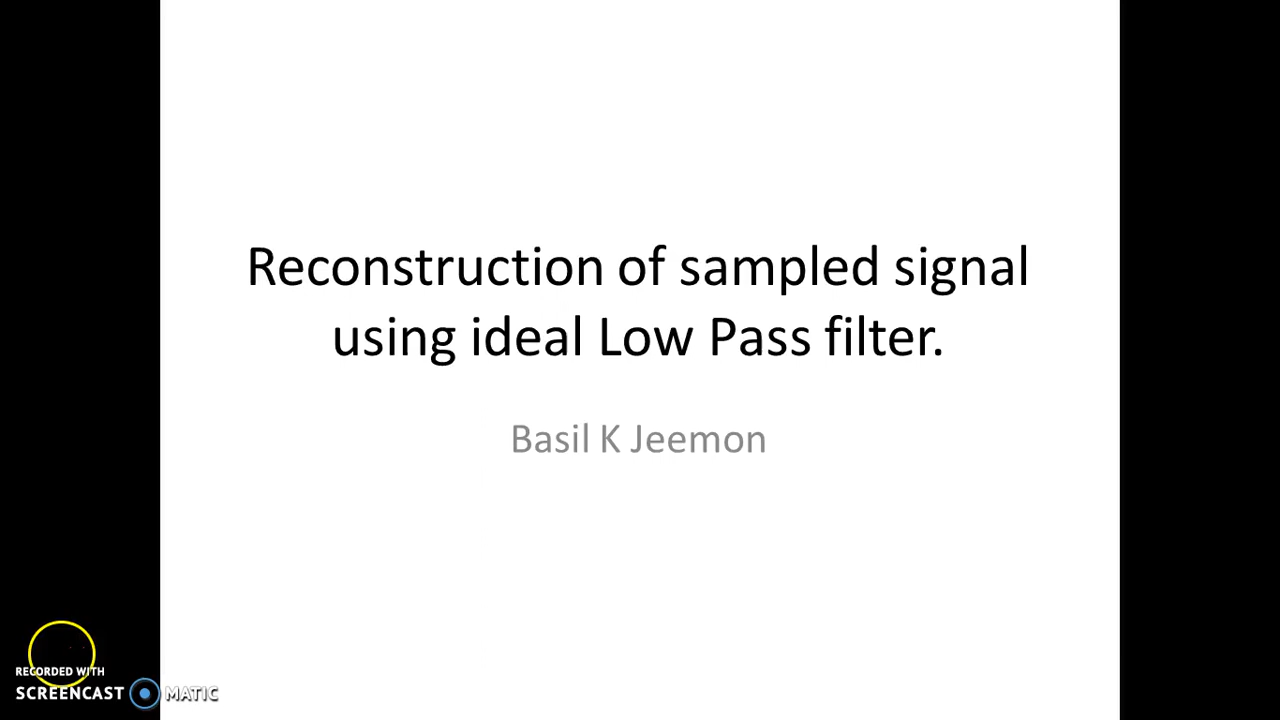 Reconstruction of sampled signal
using ideal Low Pass filter.
Basil K Jeemon
RECORDED WITH
SCREENCAST MATIC